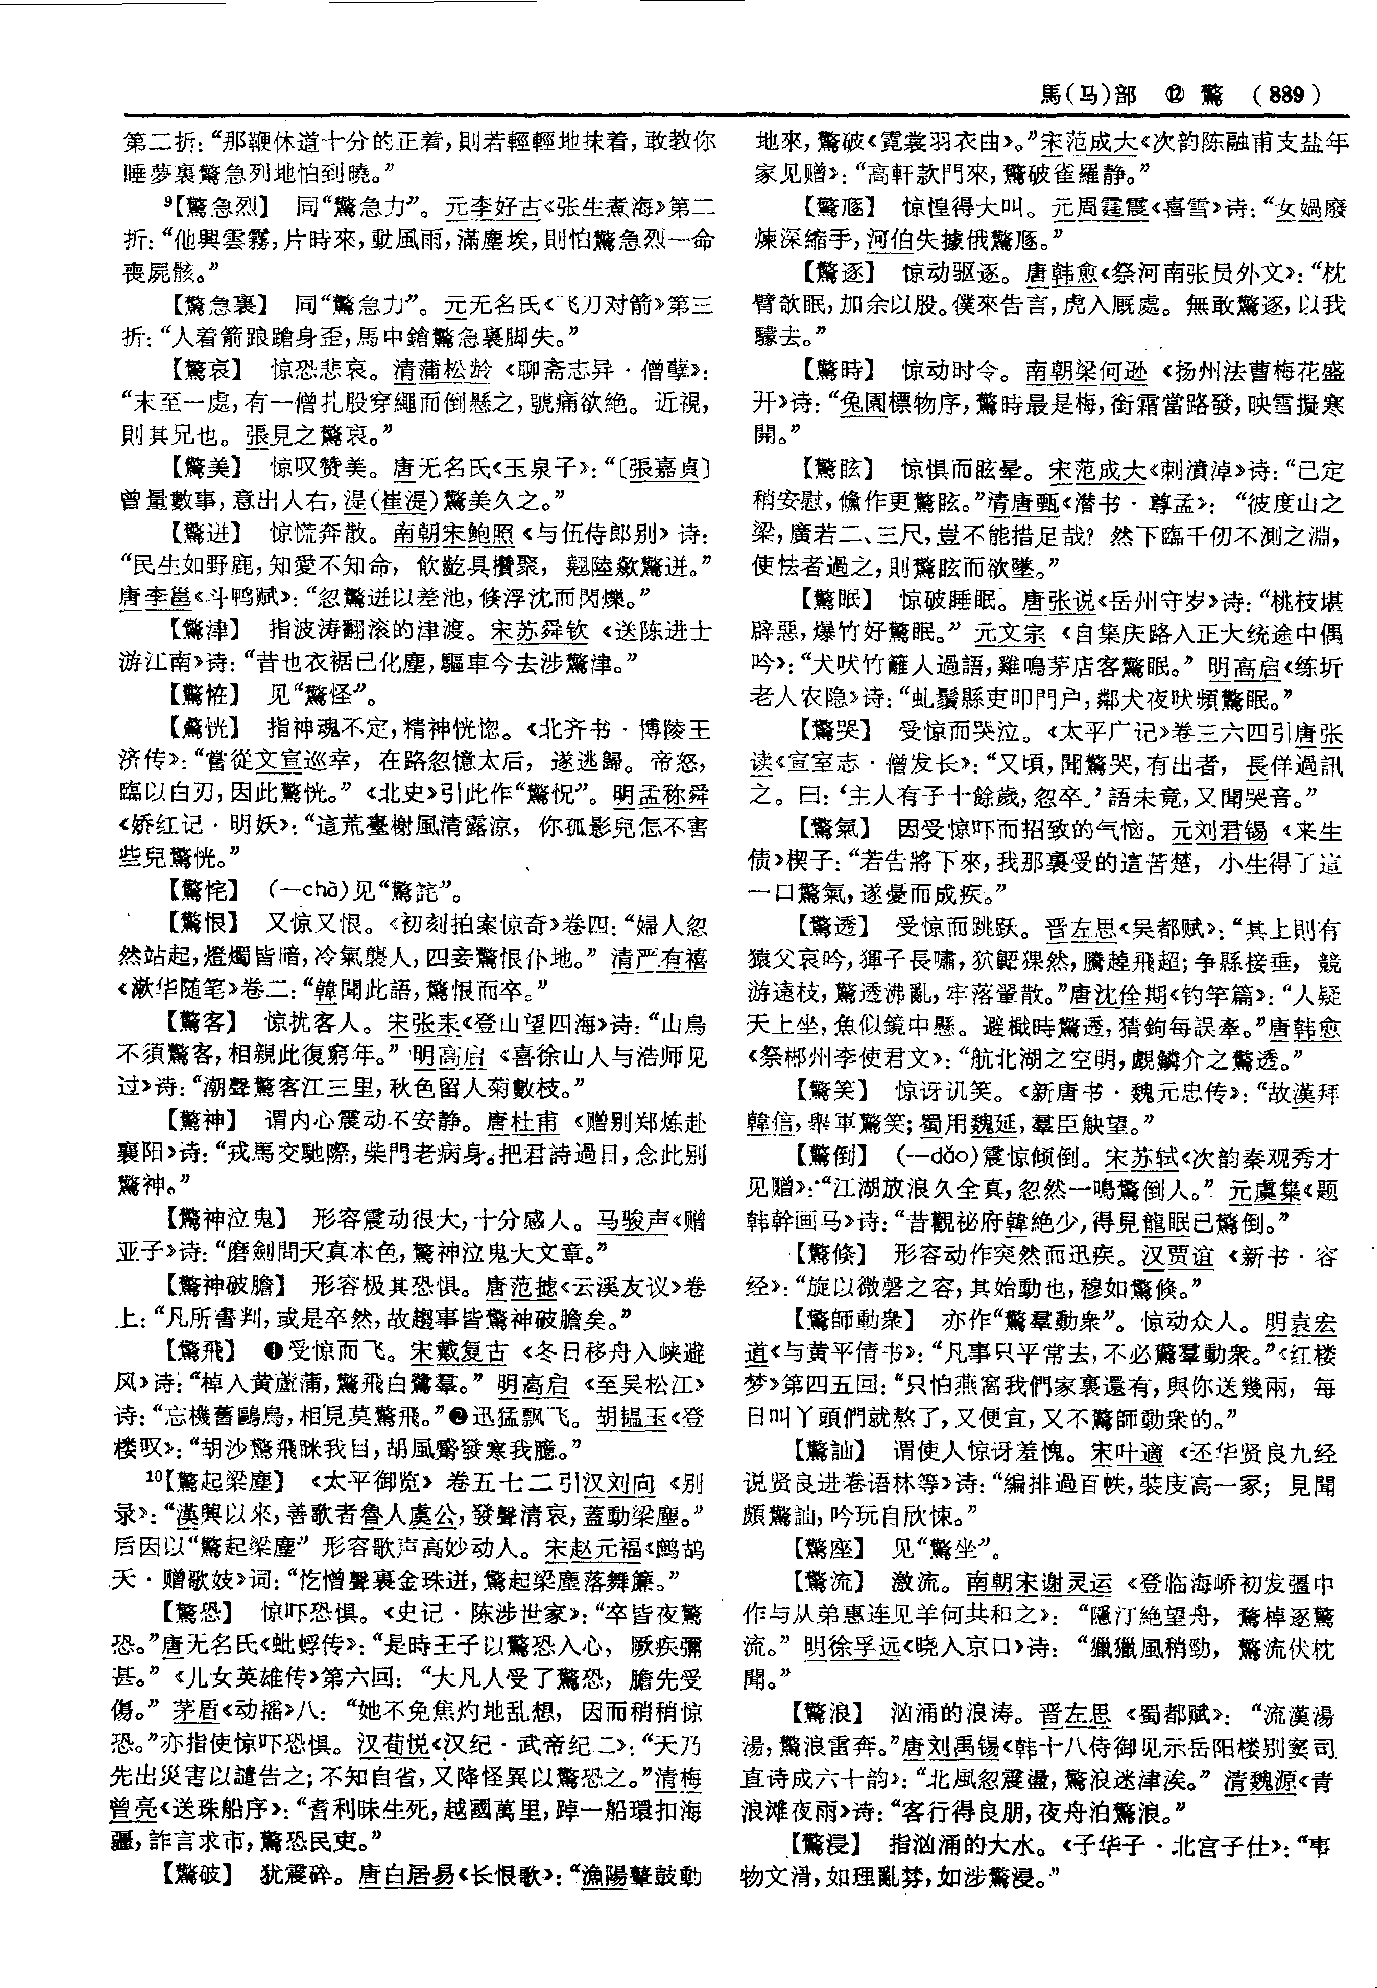 馬(马)部 ⑫ 驚 (889)
第二折：“那鞭休道十分的正着，則若輕輕地抹着，敢教你
睡夢裏驚急列地怕到曉。”
⁹【驚急烈】 同“驚急力”。元李好古《张生煮海》第二
折：“他興雲霧，片時來，動風雨，滿塵埃，則怕驚急烈一命
喪屍骸。”
【驚急裏】 同“驚急力”。元无名氏《飞刀对箭》第三
折：“人着箭踉蹌身歪，馬中鎗驚急裏脚失。”
【驚哀】 惊恐悲哀。清蒲松龄《聊斋志异·僧孽》：
“末至一處，有一僧扎股穿繩而倒懸之，號痛欲絶。近視，
則其兄也。張見之驚哀。”
【驚美】 惊叹赞美。唐无名氏《玉泉子》：“〔張嘉貞〕
曾量數事，意出人右，湜(崔湜)驚美久之。”
【驚迸】 惊慌奔散。南朝宋鲍照《与伍侍郎别》诗：
“民生如野鹿，知愛不知命，飲齕具攢聚，翹陸歘驚迸。”
唐李邕《斗鸭赋》：“忽驚迸以差池，倏浮沈而閃爍。”
【驚津】 指波涛翻滚的津渡。宋苏舜钦《送陈进士
游江南》诗：“昔也衣裾已化塵，驅車今去涉驚津。”
【驚恠】 见“驚怪”。
【驚恍】 指神魂不定，精神恍惚。《北齐书·博陵王
济传》：“嘗從文宣巡幸，在路忽憶太后，遂逃歸。帝怒，
臨以白刃，因此驚恍。”《北史》引此作“驚怳”。明孟称舜
《娇红记·明妖》：“這荒臺榭風清露凉，你孤影兒怎不害
些兒驚恍。”
【驚恠】 (—chà)见“驚詫”。
【驚恨】 又惊又恨。《初刻拍案惊奇》卷四：“婦人忽
然站起，燈燭皆暗，冷氣襲人，四妾驚恨仆地。”清严有禧
《漱华随笔》卷二：“韓聞此語，驚恨而卒。”
【驚客】 惊扰客人。宋张耒《登山望四海》诗：“山鳥
不須驚客，相親此復窮年。”明高启《喜徐山人与浩师见
过》诗：“潮聲驚客江三里，秋色留人菊數枝。”
【驚神】 谓内心震动不安静。唐杜甫《赠别郑炼赴
襄阳》诗：“戎馬交馳際，柴門老病身。把君詩過日，念此别
驚神。”
【驚神泣鬼】 形容震动很大，十分感人。马骏声《赠
亚子》诗：“磨劍問天真本色，驚神泣鬼大文章。”
【驚神破膽】 形容极其恐惧。唐范摅《云溪友议》卷
上：“凡所書判，或是卒然，故趨事皆驚神破膽矣。”
【驚飛】 ❶受惊而飞。宋戴复古《冬日移舟入峡避
风》诗：“棹入黄蘆蒲，驚飛白鷺羣。”明高启《至吴松江》
诗：“忘機舊鷗鳥，相見莫驚飛。”❷迅猛飘飞。胡韫玉《登
楼叹》：“胡沙驚飛眯我目，胡風觱發寒我臆。”
¹⁰【驚起梁塵】 《太平御览》卷五七二引汉刘向《别
录》：“漢興以來，善歌者魯人虞公，發聲清哀，蓋動梁塵。”
后因以“驚起梁塵”形容歌声高妙动人。宋赵元福《鹧鸪
天·赠歌妓》词：“忔憎聲裏金珠迸，驚起梁塵落舞簾。”
【驚恐】 惊吓恐惧。《史记·陈涉世家》：“卒皆夜驚
恐。”唐无名氏《蚍蜉传》：“是時王子以驚恐入心，厥疾彌
甚。”《儿女英雄传》第六回：“大凡人受了驚恐，膽先受
傷。”茅盾《动摇》八：“她不免焦灼地乱想，因而稍稍惊
恐。”亦指使惊吓恐惧。汉荀悦《汉纪·武帝纪二》：“天乃
先出災害以譴告之；不知自省，又降怪異以驚恐之。”清梅
曾亮《送珠船序》：“耆利昧生死，越國萬里，踔一船環扣海
疆，詐言求市，驚恐民吏。”
【驚破】 犹震碎。唐白居易《长恨歌》：“漁陽鼙鼓動
地來，驚破《霓裳羽衣曲》。”宋范成大《次韵陈融甫支盐年
家见赠》：“高軒款門來，驚破雀羅静。”
【驚豗】 惊惶得大叫。元周霆震《喜雪》诗：“女媧廢
煉深縮手，河伯失據俄驚豗。”
【驚逐】 惊动驱逐。唐韩愈《祭河南张员外文》：“枕
臂欹眠，加余以股。僕來告言，虎入厩處。無敢驚逐，以我
驜去。”
【驚時】 惊动时令。南朝梁何逊《扬州法曹梅花盛
开》诗：“兔園標物序，驚時最是梅，銜霜當路發，映雪擬寒
開。”
【驚眩】 惊惧而眩晕。宋范成大《刺濆淖》诗：“已定
稍安慰，儵作更驚眩。”清唐甄《潜书·尊孟》：“彼度山之
梁，廣若二、三尺，豈不能措足哉？然下臨千仞不測之淵，
使怯者過之，則驚眩而欲墜。”
【驚眠】 惊破睡眠。唐张说《岳州守岁》诗：“桃枝堪
辟惡，爆竹好驚眠。”元文宗《自集庆路入正大统途中偶
吟》：“犬吠竹籬人過語，雞鳴茅店客驚眠。”明高启《练圻
老人农隐》诗：“虬鬚縣吏叩門户，鄰犬夜吠頻驚眠。”
【驚哭】 受惊而哭泣。《太平广记》卷三六四引唐张
读《宣室志·僧发长》：“又頃，聞驚哭，有出者，長佯過訊
之。曰：‘主人有子十餘歲，忽卒。’語未竟，又聞哭音。”
【驚氣】 因受惊吓而招致的气恼。元刘君锡《来生
债》楔子：“若告將下來，我那裏受的這苦楚，小生得了這
一口驚氣，遂憂而成疾。”
【驚透】 受惊而跳跃。晋左思《吴都赋》：“其上則有
猿父哀吟，獋子長嘯，狖鼯猓然，騰趠飛超；争縣接垂，競
游遠枝，驚透沸亂，牢落翬散。”唐沈佺期《钓竿篇》：“人疑
天上坐，魚似鏡中懸。避檝時驚透，猜鉤每誤牽。”唐韩愈
《祭郴州李使君文》：“航北湖之空明，覷鱗介之驚透。”
【驚笑】 惊讶讥笑。《新唐书·魏元忠传》：“故漢拜
韓信，舉軍驚笑；蜀用魏延，羣臣觖望。”
【驚倒】 (—dǎo)震惊倾倒。宋苏轼《次韵秦观秀才
见赠》：“江湖放浪久全真，忽然一鳴驚倒人。”元虞集《题
韩幹画马》诗：“昔觀祕府韓絶少，得見龍眠已驚倒。”
【驚倏】 形容动作突然而迅疾。汉贾谊《新书·容
经》：“旋以微磬之容，其始動也，穆如驚倏。”
【驚師動衆】 亦作“驚羣動衆”。惊动众人。明袁宏
道《与黄平倩书》：“凡事只平常去，不必驚羣動衆。”《红楼
梦》第四五回：“只怕燕窩我們家裏還有，與你送幾兩，每
日叫丫頭們就熬了，又便宜，又不驚師動衆的。”
【驚訕】 谓使人惊讶羞愧。宋叶適《还华贤良九经
说贤良进卷语林等》诗：“編排過百帙，裝庋高一冢；見聞
頗驚訕，吟玩自欣悚。”
【驚座】 见“驚坐”。
【驚流】 激流。南朝宋谢灵运《登临海峤初发彊中
作与从弟惠连见羊何共和之》：“隱汀絶望舟，騖棹逐驚
流。”明徐孚远《晓入京口》诗：“獵獵風稍勁，驚流伏枕
聞。”
【驚浪】 汹涌的浪涛。晋左思《蜀都赋》：“流漢湯
湯，驚浪雷奔。”唐刘禹锡《韩十八侍御见示岳阳楼别窦司
直诗成六十韵》：“北風忽震盪，驚浪迷津涘。”清魏源《青
浪滩夜雨》诗：“客行得良朋，夜舟泊驚浪。”
【驚浸】 指汹涌的大水。《子华子·北宫子仕》：“事
物文滑，如理亂棼，如涉驚浸。”